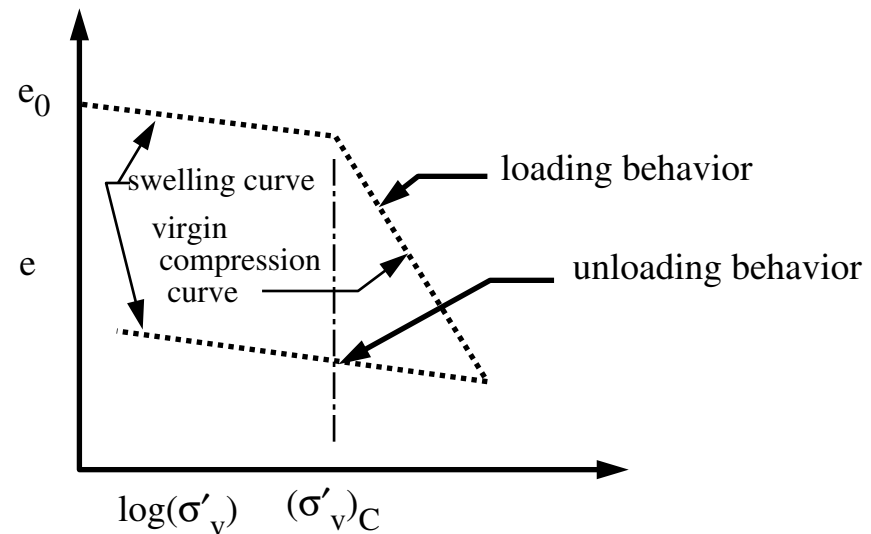 e0
loading behavior
swelling curve
virgin
compression
curve
e
unloading behavior
log(σ′v)
(σ′v)C